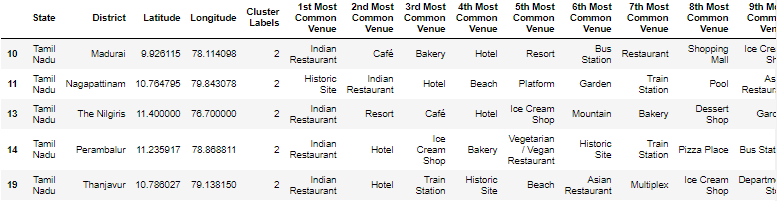 1st Most 2nd Most 3rd Most 4th Most 5th Most 6th Most 7th Most 8th Most 9th
State District Latitude Longitude Cluster Labels Common Common Common Common Common Common Common Common
Venue Venue Venue Venue Venue Venue Venue Venue
10 Tamil Nadu Madurai 9.926115 78.114098 2 Indian Restaurant Café Bakery Hotel Resort Bus Station Restaurant Shopping Mall Ice
11 Tamil Nadu Nagapattinam 10.764795 79.843078 2 Historic Site Indian Restaurant Hotel Beach Platform Garden Train Station Pool
13 Tamil Nadu The Nilgiris 11.400000 76.700000 2 Indian Restaurant Resort Café Hotel Ice Cream Shop Mountain Bakery Dessert Shop
14 Tamil Nadu Perambalur 11.235917 78.868811 2 Indian Restaurant Hotel Ice Cream Shop Bakery Vegetarian / Vegan Restaurant Historic Site Train Station Pizza Place Bus
19 Tamil Nadu Thanjavur 10.786027 79.138150 2 Indian Restaurant Hotel Train Station Historic Site Beach Asian Restaurant Multiplex Ice Cream Shop